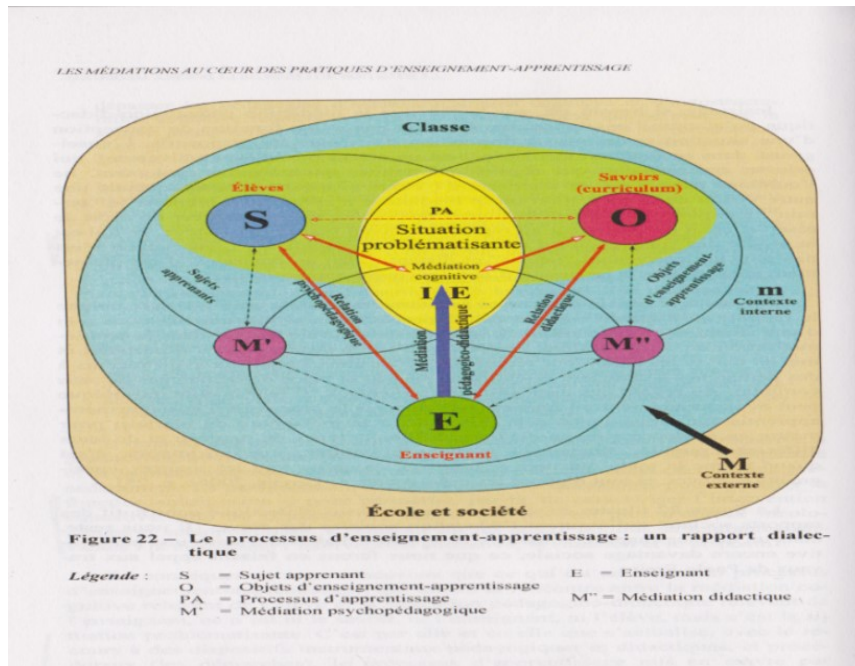 LES MÉDIATIONS AU CŒUR DES PRATIQUES D'ENSEIGNEMENT-APPRENTISSAGE
Classe
Élèves
Savoirs
(curriculum)
S
PA
O
Situation
problématisante
Médiation
cognitive
I E
Sujets
apprenants
Relation
psychopédagogique
Médiation
pédagogico-didactique
Relation
didactique
Objets
d'enseignement-
apprentissage
m
Contexte
interne
M'
M"
E
Enseignant
M
Contexte
externe
École et société
Figure 22 – Le processus d'enseignement-apprentissage : un rapport dialec-
tique
Légende : S = Sujet apprenant E = Enseignant
O = Objets d'enseignement-apprentissage
PA = Processus d'apprentissage M" = Médiation didactique
M' = Médiation psychopédagogique